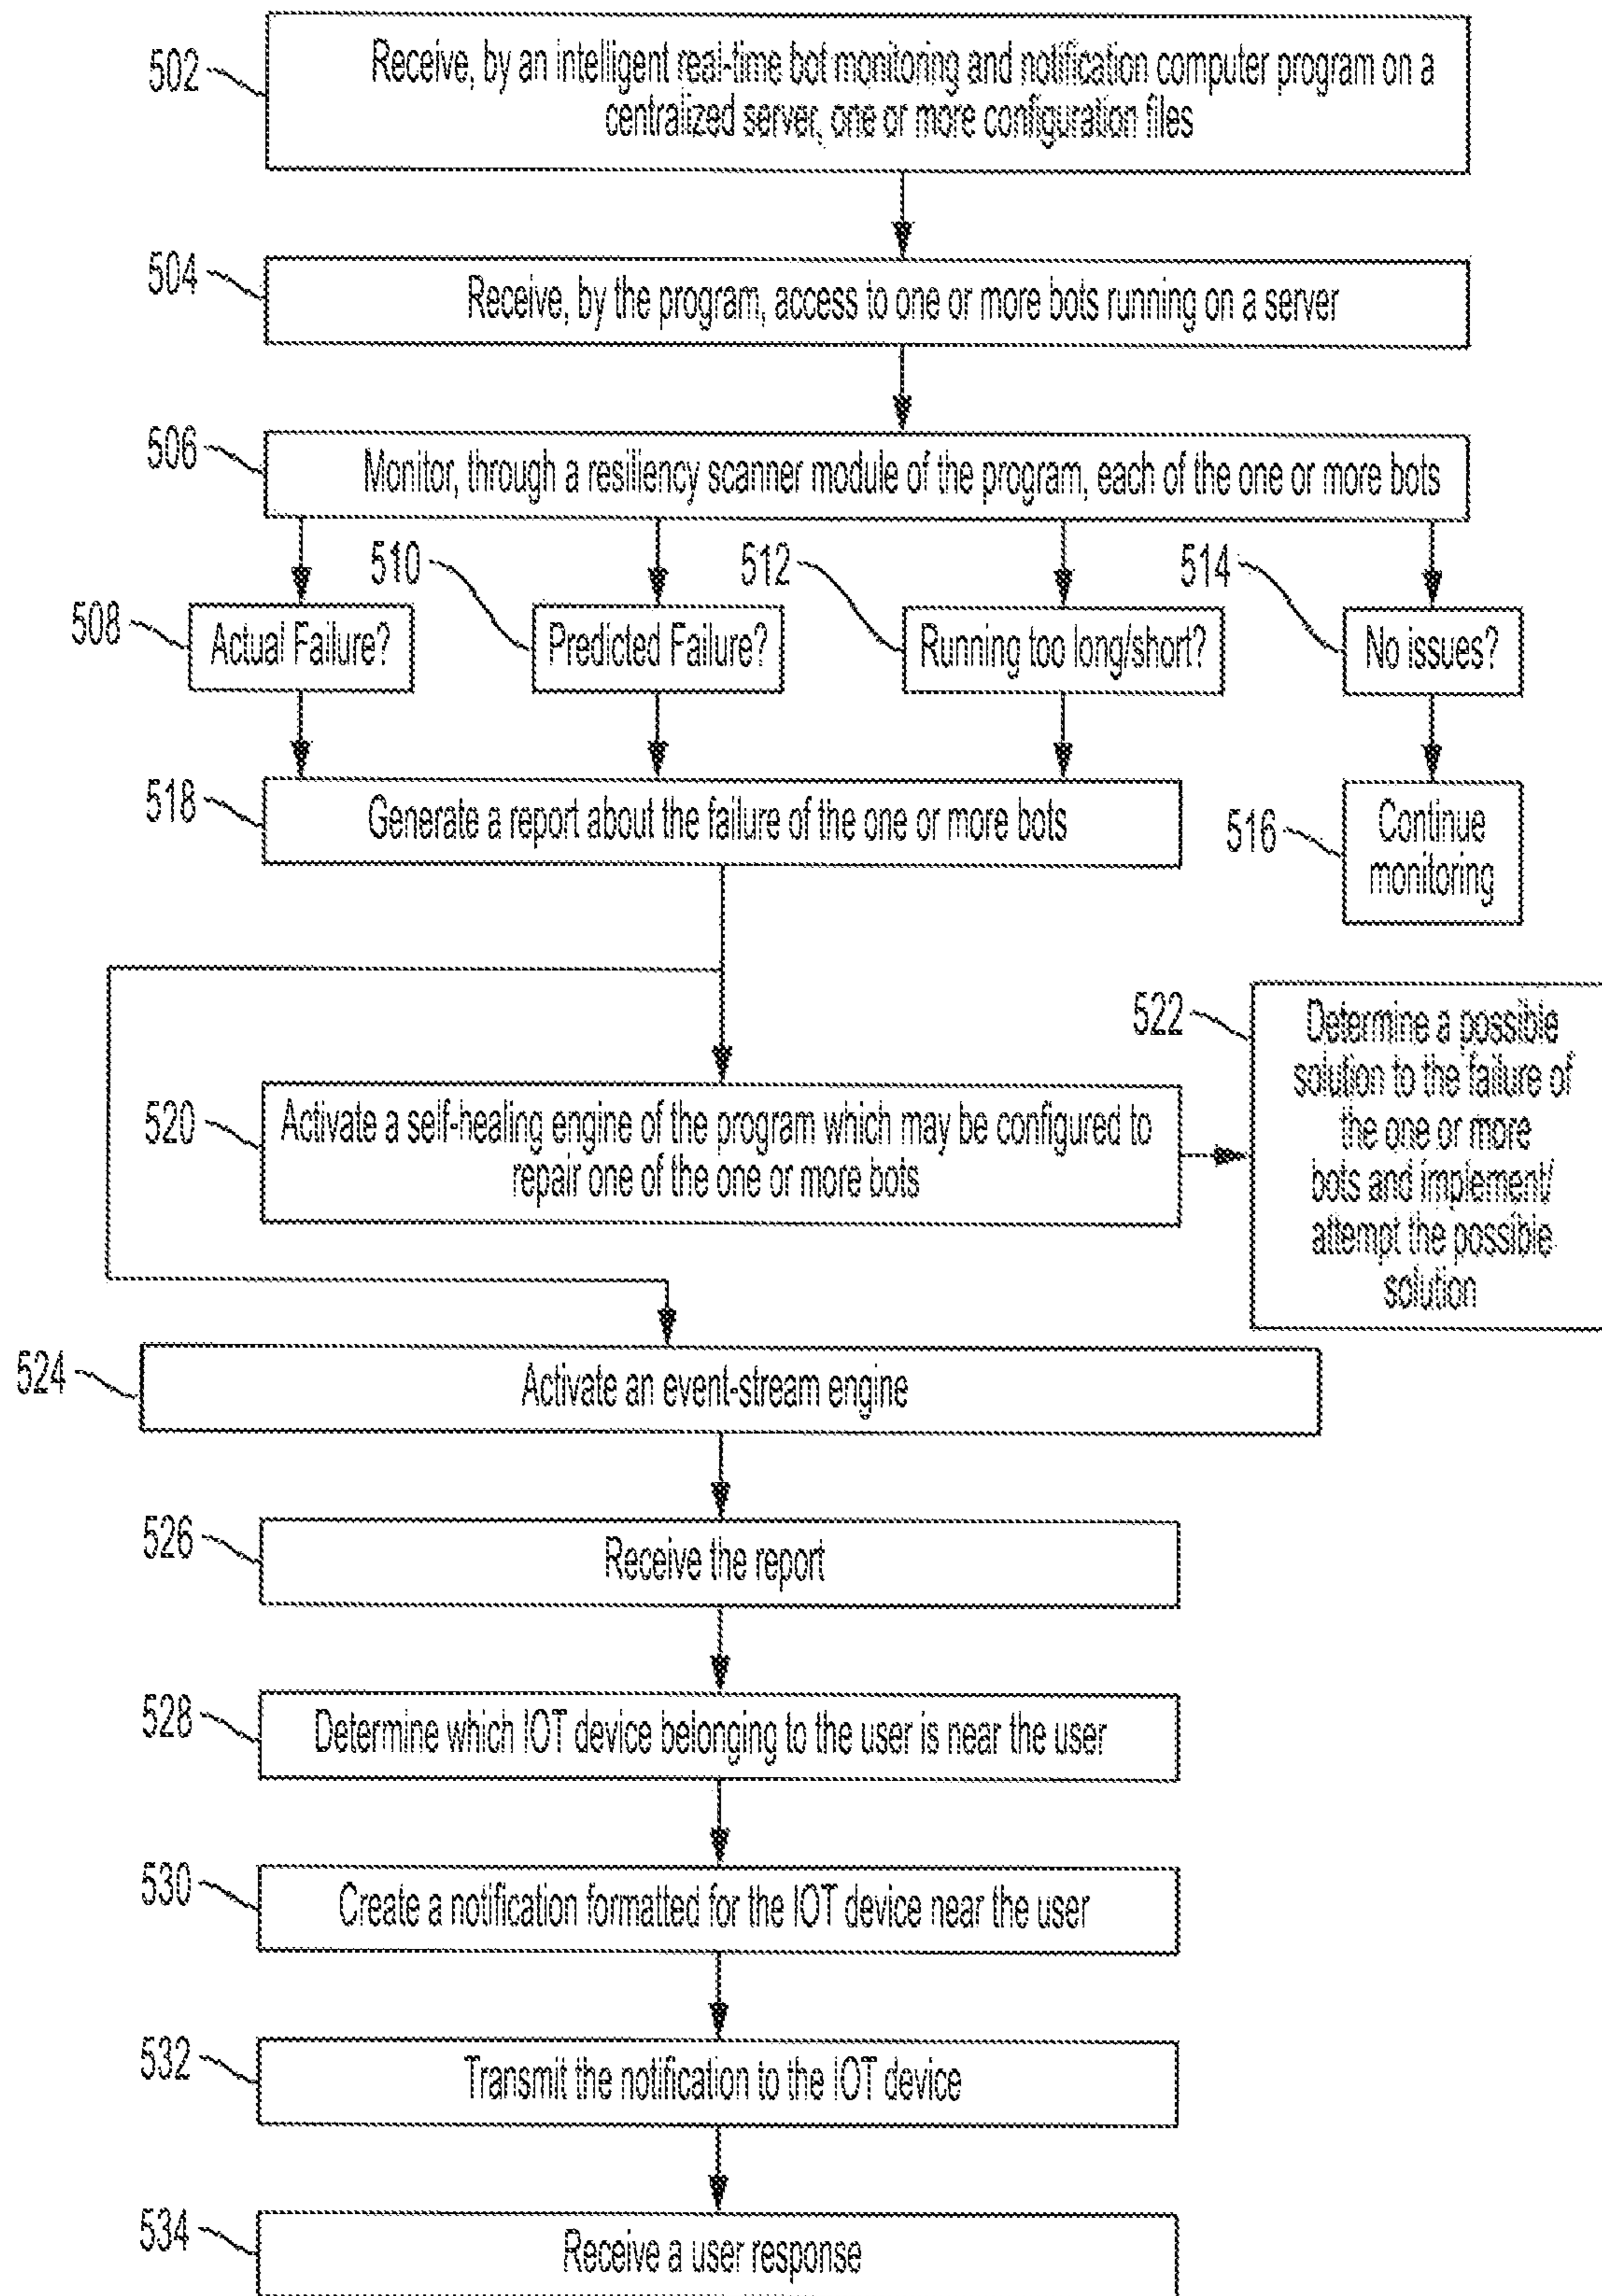 502
Receive, by an intelligent real-time bot monitoring and notification computer program on a
centralized server, one or more configuration files
504
Receive, by the program, access to one or more bots running on a server
506
Monitor, through a resiliency scanner module of the program, each of the one or more bots
508
Actual Failure?
510
Predicted Failure?
512
Running too long/short?
514
No issues?
518
Generate a report about the failure of the one or more bots
516
Continue
monitoring
520
Activate a self-healing engine of the program which may be configured to
repair one of the one or more bots
522
Determine a possible
solution to the failure of
the one or more
bots and implement/
attempt the possible
solution
524
Activate an event-stream engine
526
Receive the report
528
Determine which IOT device belonging to the user is near the user
530
Create a notification formatted for the IOT device near the user
532
Transmit the notification to the IOT device
534
Receive a user response